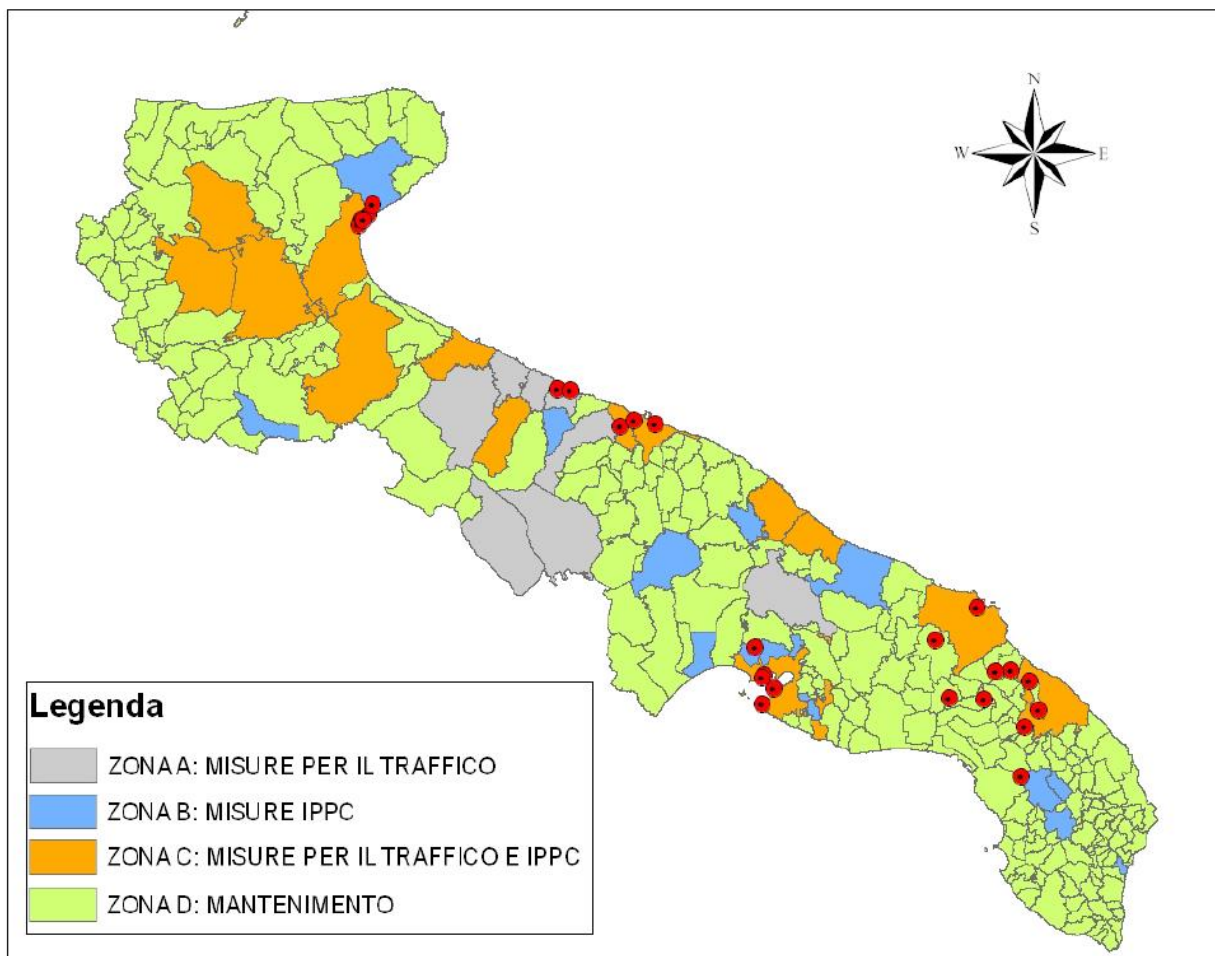 N
W E
S
Legenda
ZONA A: MISURE PER IL TRAFFICO
ZONA B: MISURE IPPC
ZONA C: MISURE PER IL TRAFFICO E IPPC
ZONA D: MANTENIMENTO